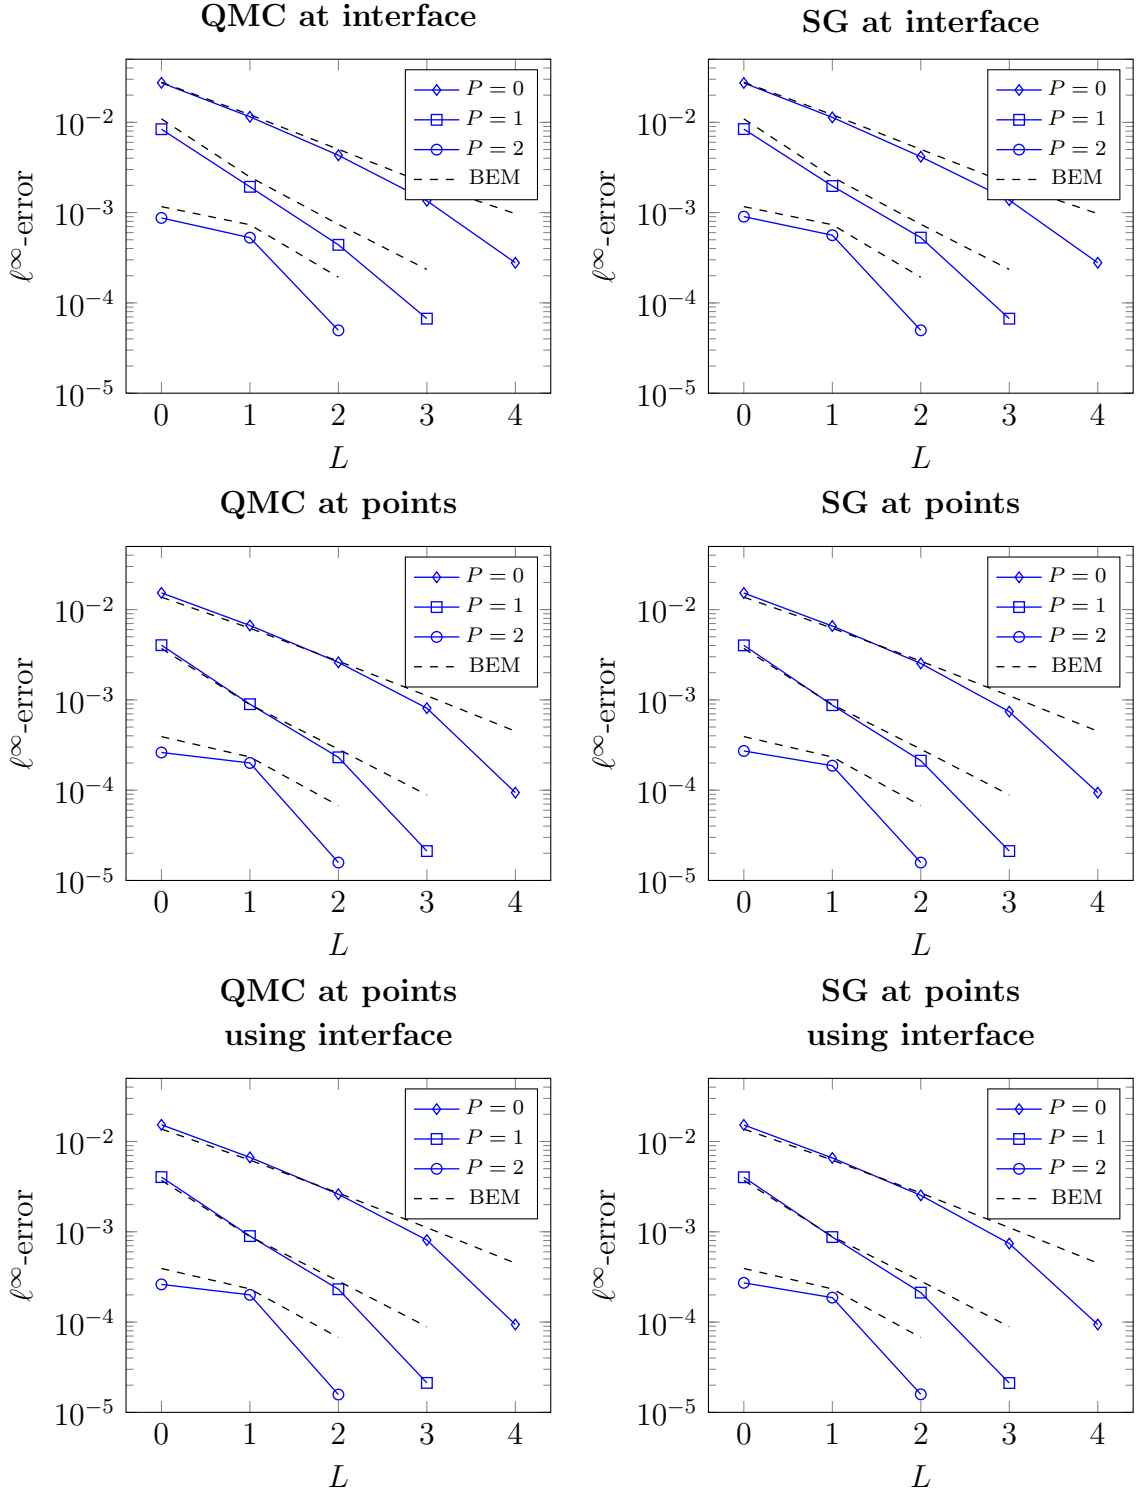 QMC at interface
ℓ∞-error
10−2
10−3
10−4
10−5
0 1 2 3 4
L
P = 0
P = 1
P = 2
BEM
SG at interface
ℓ∞-error
10−2
10−3
10−4
10−5
0 1 2 3 4
L
P = 0
P = 1
P = 2
BEM
QMC at points
ℓ∞-error
10−2
10−3
10−4
10−5
0 1 2 3 4
L
P = 0
P = 1
P = 2
BEM
SG at points
ℓ∞-error
10−2
10−3
10−4
10−5
0 1 2 3 4
L
P = 0
P = 1
P = 2
BEM
QMC at points
using interface
ℓ∞-error
10−2
10−3
10−4
10−5
0 1 2 3 4
L
P = 0
P = 1
P = 2
BEM
SG at points
using interface
ℓ∞-error
10−2
10−3
10−4
10−5
0 1 2 3 4
L
P = 0
P = 1
P = 2
BEM